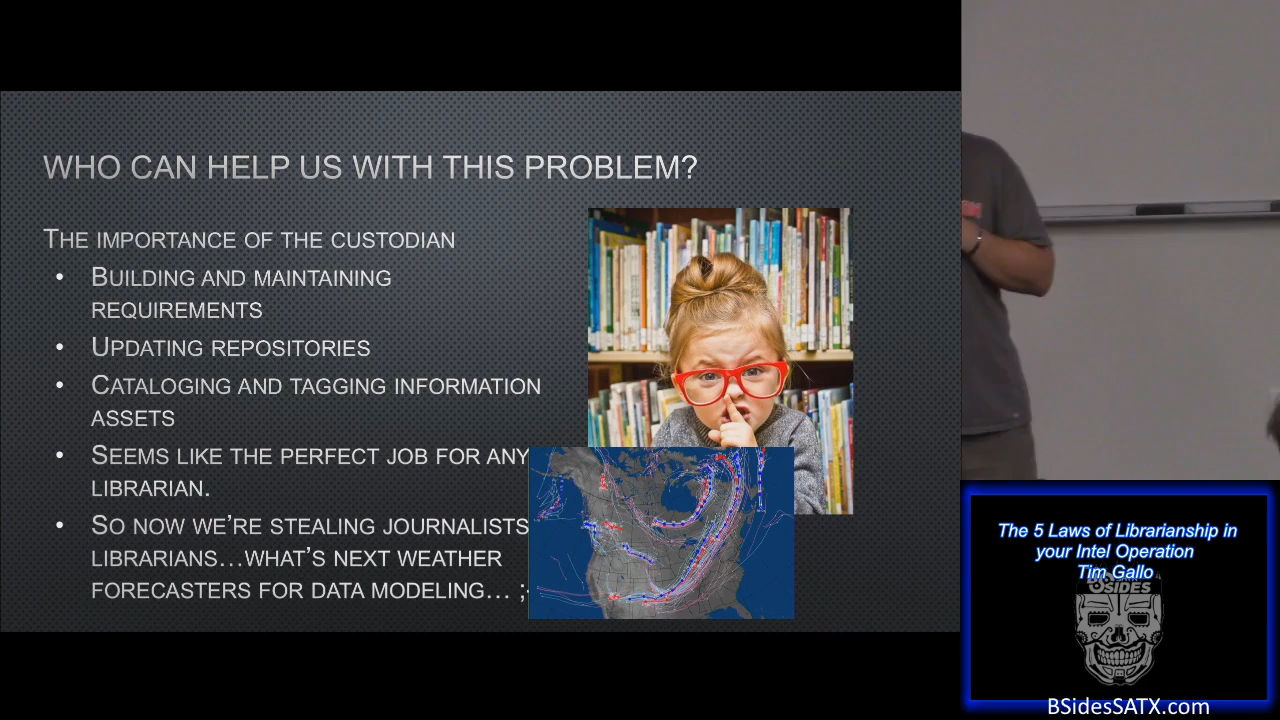 WHO CAN HELP US WITH THIS PROBLEM?
THE IMPORTANCE OF THE CUSTODIAN
• BUILDING AND MAINTAINING
REQUIREMENTS
• UPDATING REPOSITORIES
• CATALOGING AND TAGGING INFORMATION
ASSETS
• SEEMS LIKE THE PERFECT JOB FOR ANY
LIBRARIAN.
• SO NOW WE'RE STEALING JOURNALISTS
LIBRARIANS...WHAT'S NEXT WEATHER
FORECASTERS FOR DATA MODELING... ;-
The 5 Laws of Librarianship in
your Intel Operation
Tim Gallo
BSIDES
BSidesSATX.com